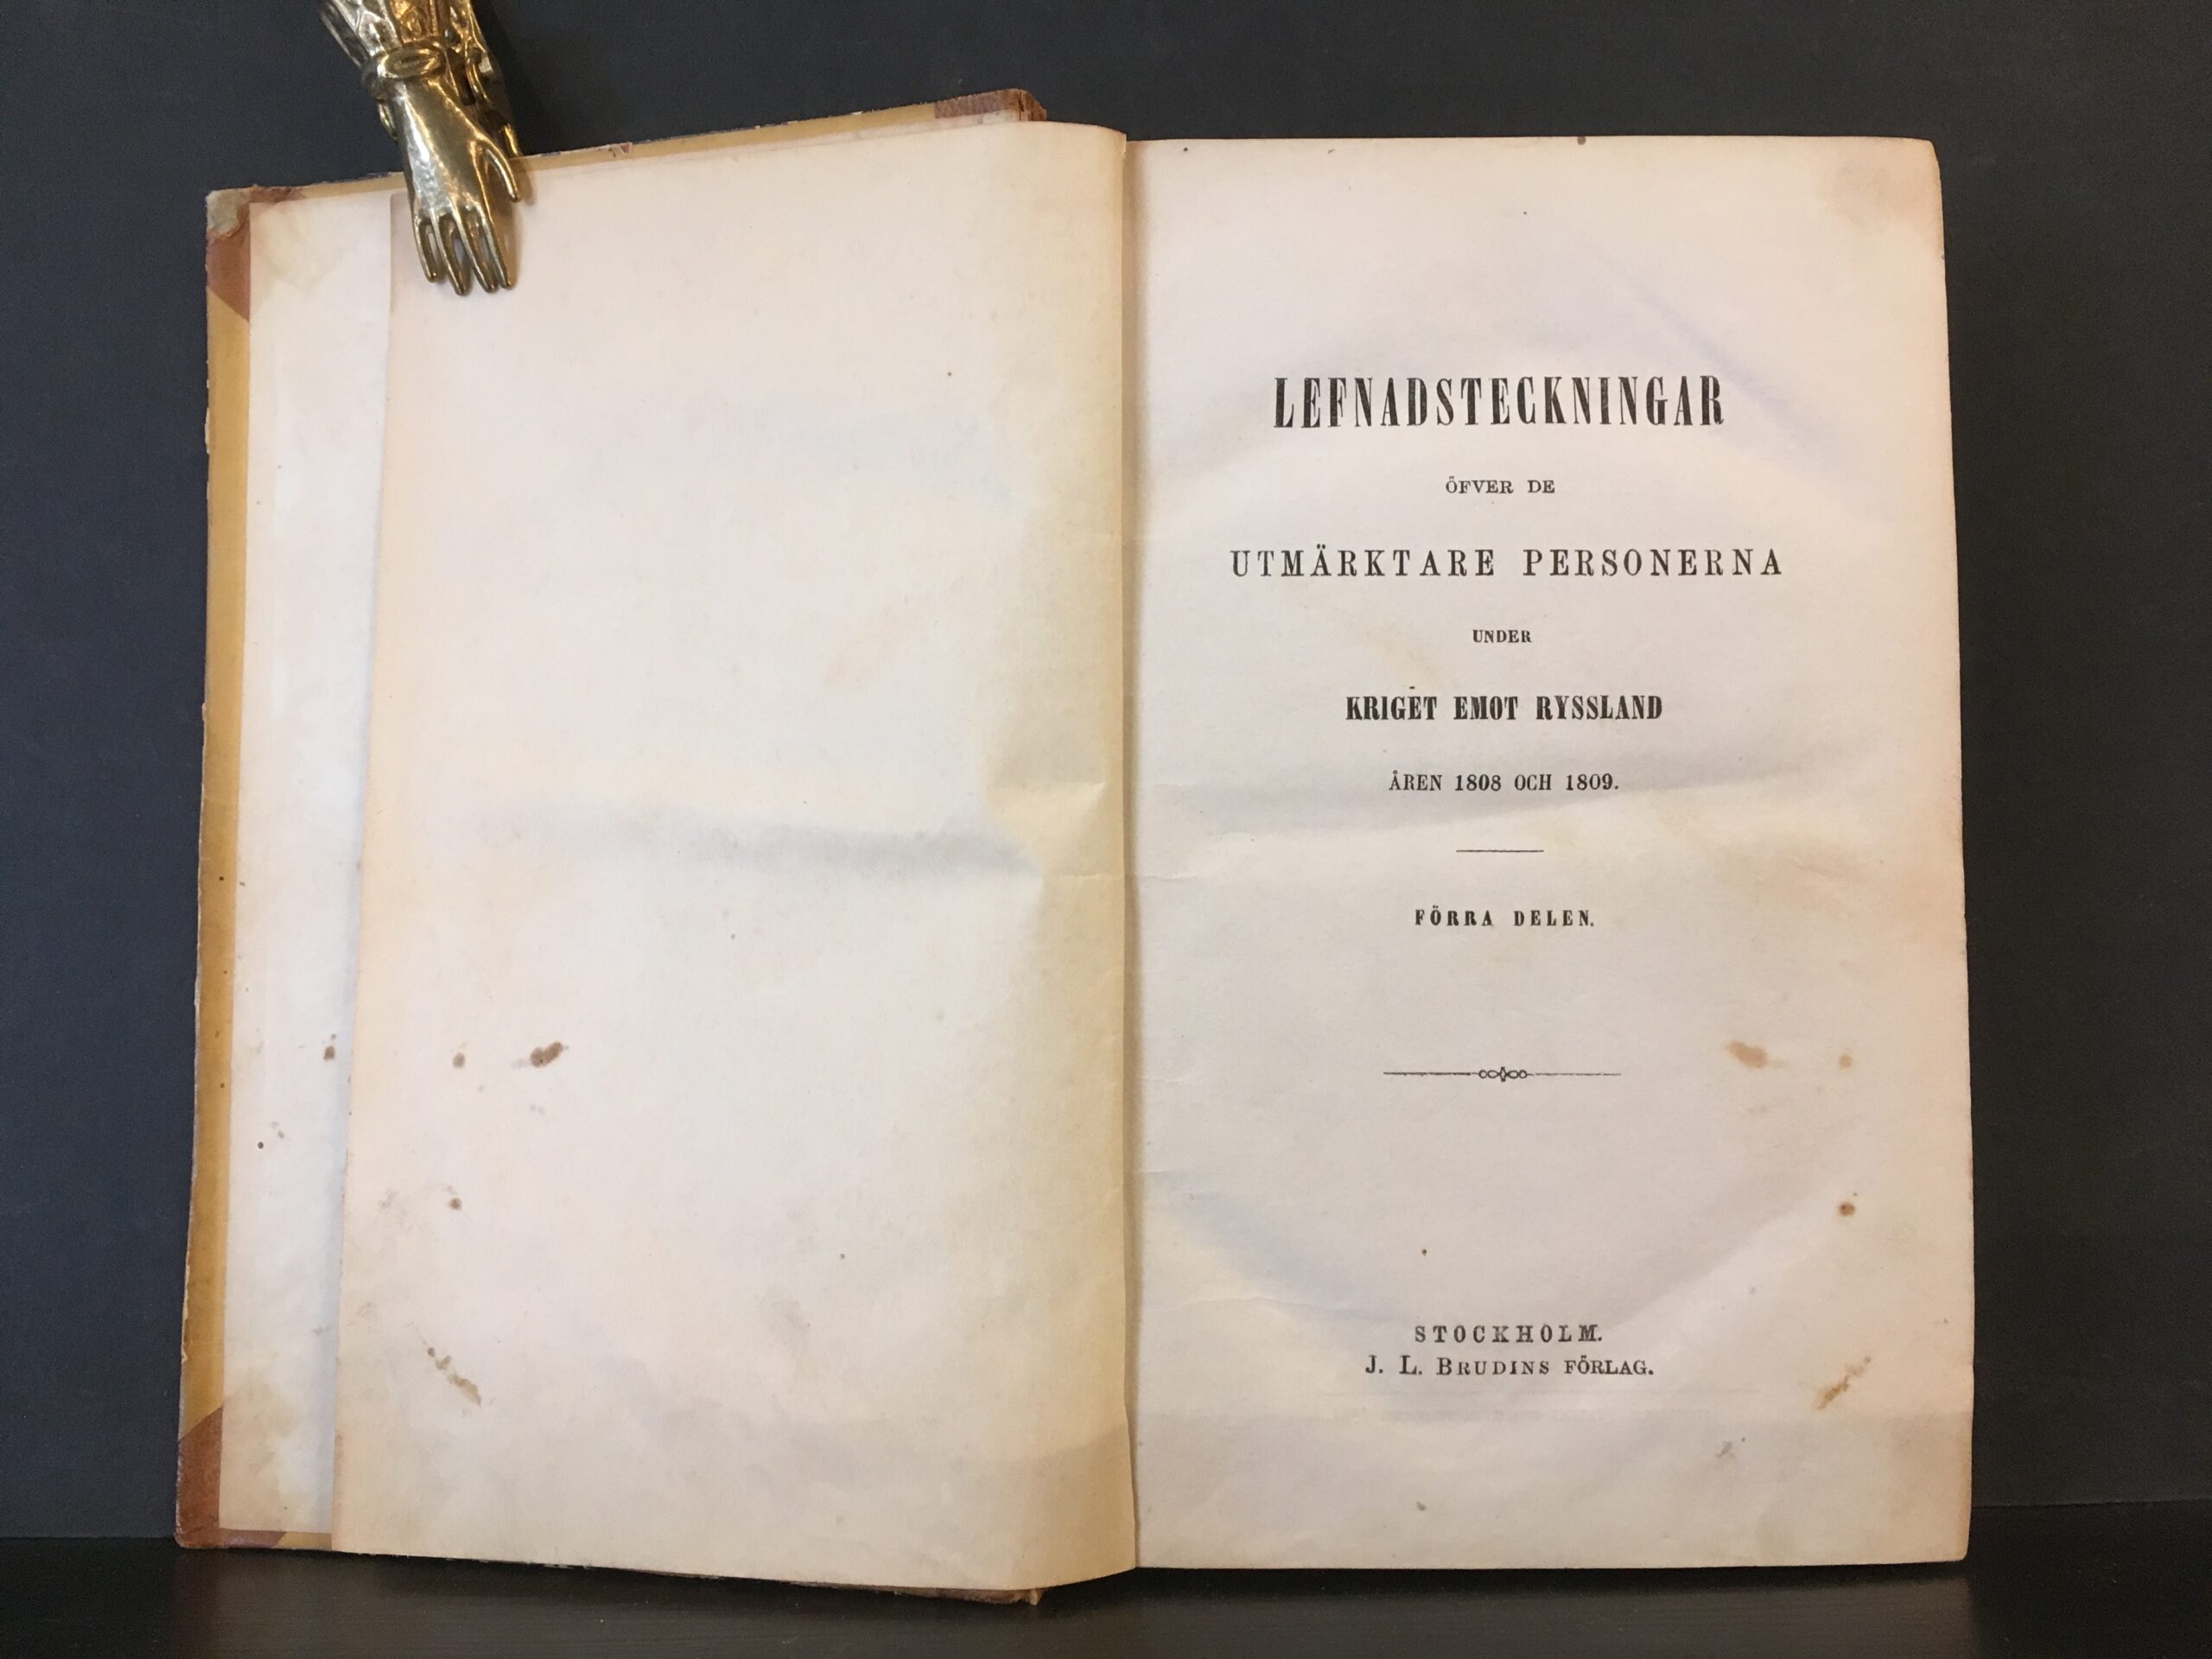 LEFNADSTECKNINGAR
ÖFVER DE
UTMÄRKTARE PERSONERNA
UNDER
KRIGET EMOT RYSSLAND
ÅREN 1808 OCH 1809.
FÖRRA DELEN.
STOCKHOLM.
J. L. BRUDINS FÖRLAG.